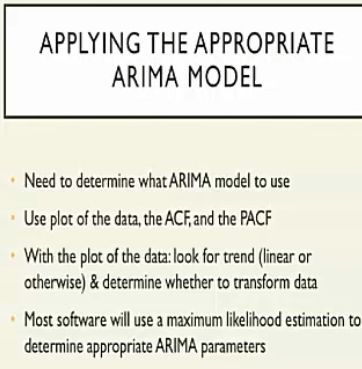 APPLYING THE APPROPRIATE
ARIMA MODEL
• Need to determine what ARIMA model to use
• Use plot of the data, the ACF, and the PACF
• With the plot of the data: look for trend (linear or
otherwise) & determine whether to transform data
• Most software will use a maximum likelihood estimation to
determine appropriate ARIMA parameters